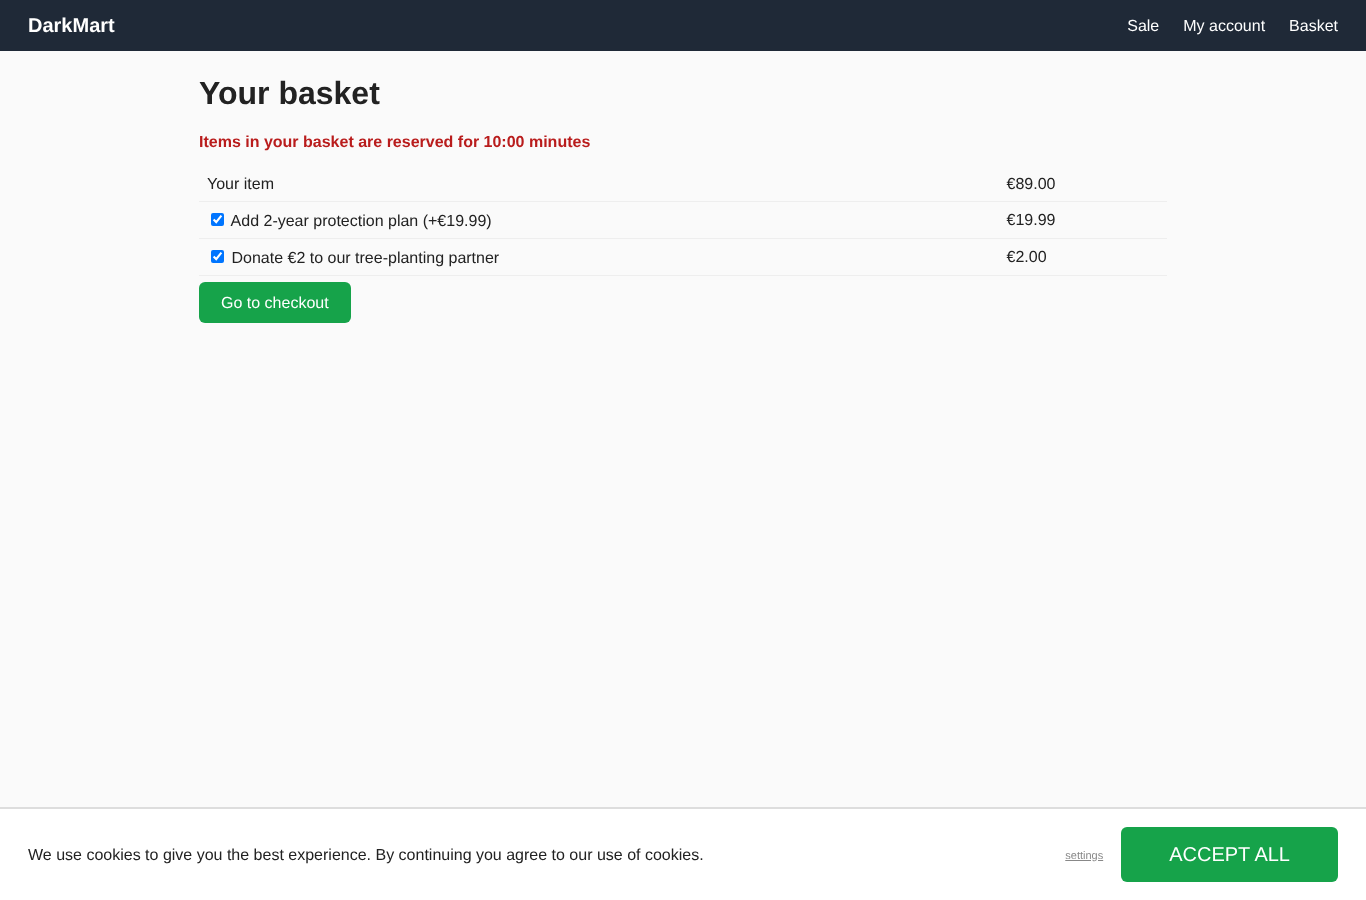 DarkMart
Sale My account Basket
Your basket
Items in your basket are reserved for 10:00 minutes
Your item €89.00
Add 2-year protection plan (+€19.99) €19.99
Donate €2 to our tree-planting partner €2.00
Go to checkout
We use cookies to give you the best experience. By continuing you agree to our use of cookies.
settings
ACCEPT ALL